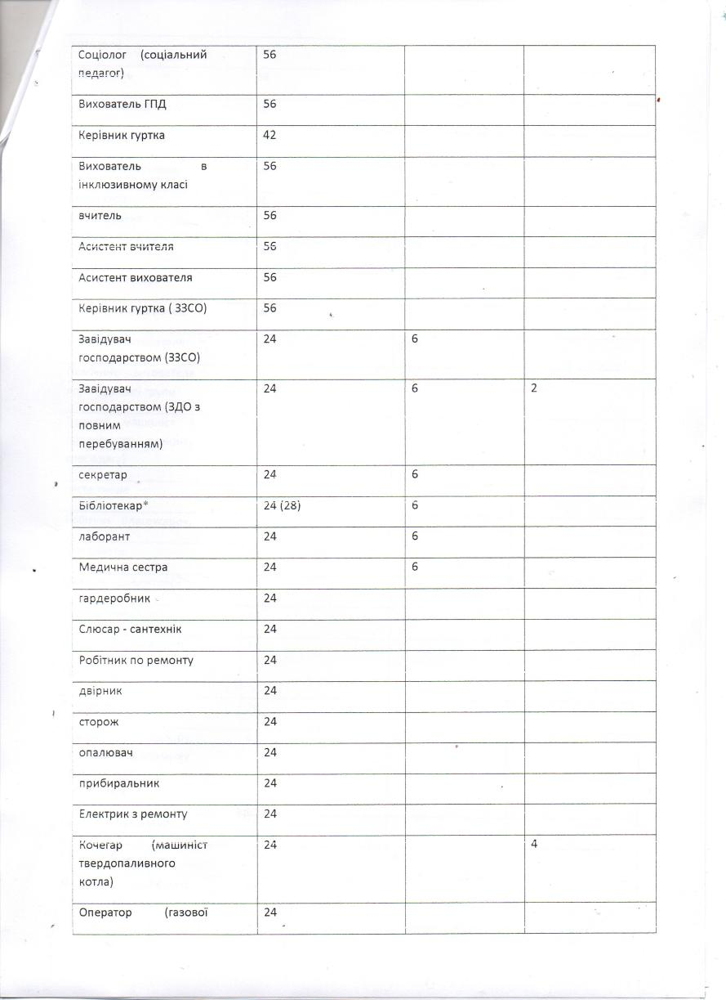 Соціолог (соціальний 56
педагог)
Вихователь ГПД 56
Керівник гуртка 42
Вихователь в 56
інклюзивному класі
вчитель 56
Асистент вчителя 56
Асистент вихователя 56
Керівник гуртка ( ЗЗСО) 56
Завідувач 24 6
господарством (ЗЗСО)
Завідувач 24 6 2
господарством (ЗДО з
повним
перебуванням)
секретар 24 6
Бібліотекар* 24 (28) 6
лаборант 24 6
Медична сестра 24 6
гардеробник 24
Слюсар - сантехнік 24
Робітник по ремонту 24
двірник 24
сторож 24
опалювач 24
прибиральник 24
Електрик з ремонту 24
Кочегар (машиніст 24 4
твердопаливного
котла)
Оператор (газової 24